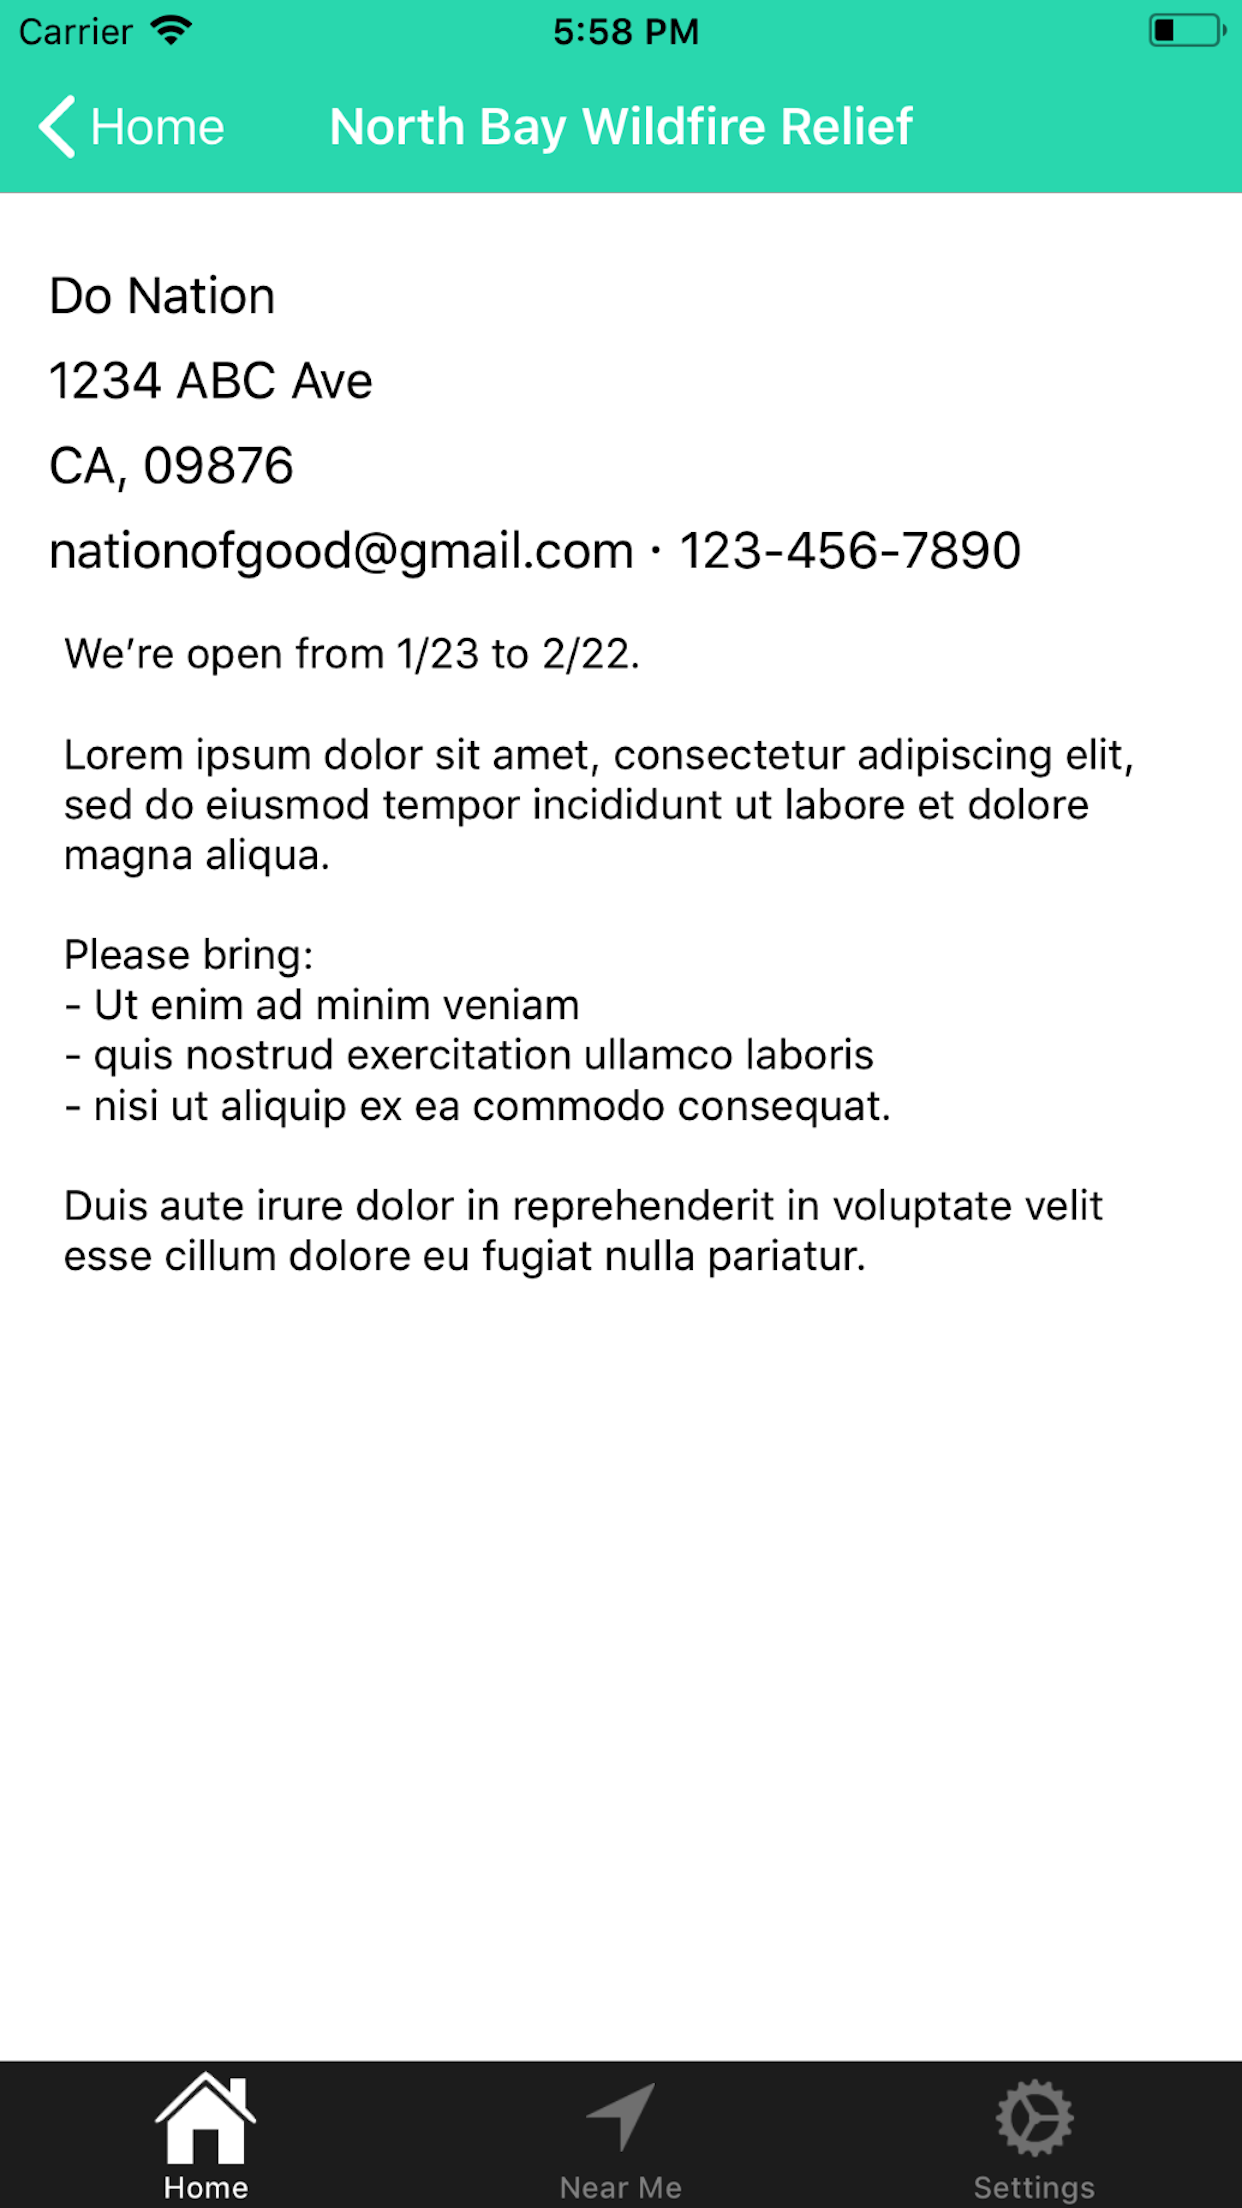 Carrier 5:58 PM
Home North Bay Wildfire Relief
Do Nation
1234 ABC Ave
CA, 09876
nationofgood@gmail.com · 123-456-7890
We’re open from 1/23 to 2/22.
Lorem ipsum dolor sit amet, consectetur adipiscing elit,
sed do eiusmod tempor incididunt ut labore et dolore
magna aliqua.
Please bring:
- Ut enim ad minim veniam
- quis nostrud exercitation ullamco laboris
- nisi ut aliquip ex ea commodo consequat.
Duis aute irure dolor in reprehenderit in voluptate velit
esse cillum dolore eu fugiat nulla pariatur.
Home Near Me Settings